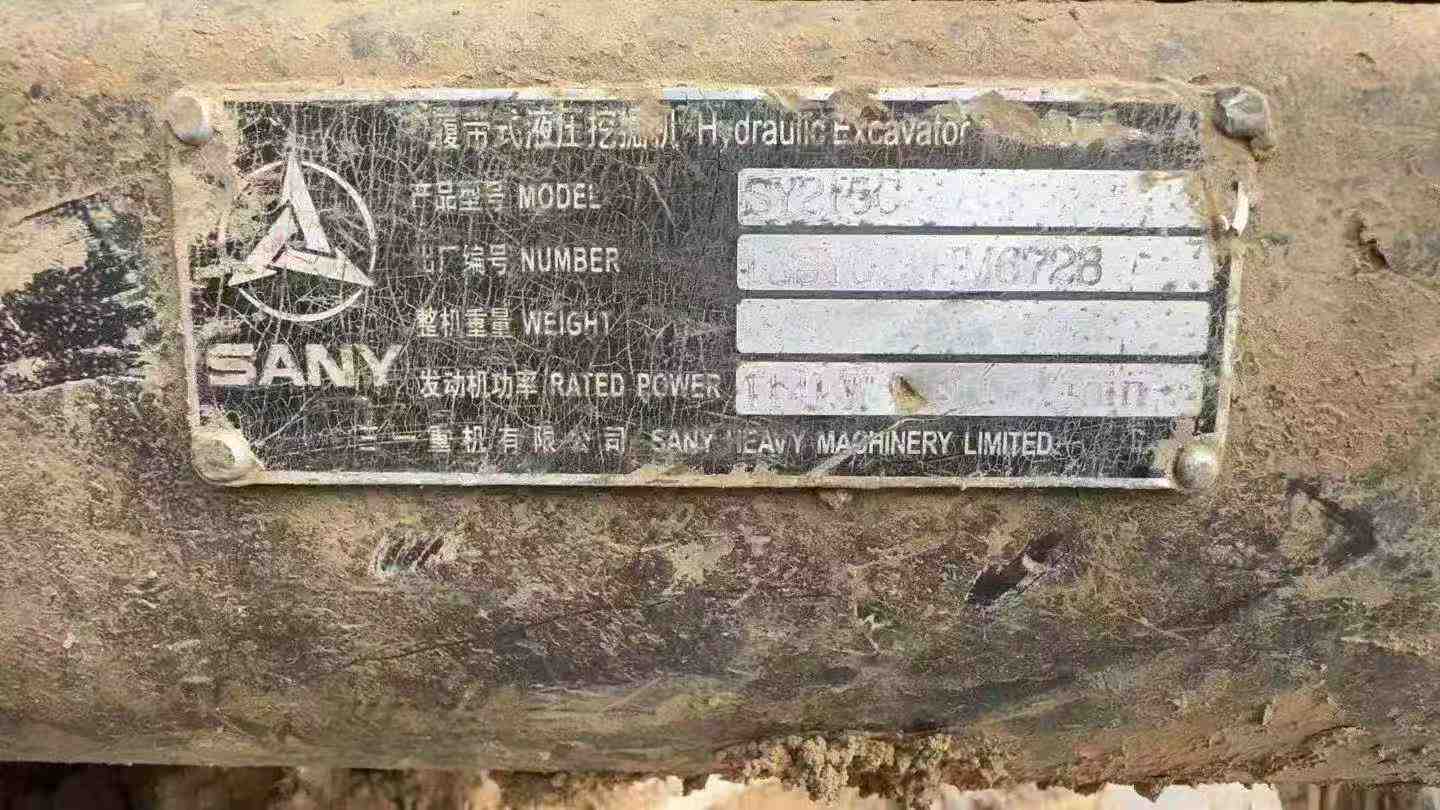 履带式液压挖掘机 Hydraulic Excavator
产品型号 MODEL SY215C
出厂编号 NUMBER
整机重量 WEIGHT
SANY
发动机功率/RATED POWER
三一重机有限公司 SANY HEAVY MACHINERY LIMITED